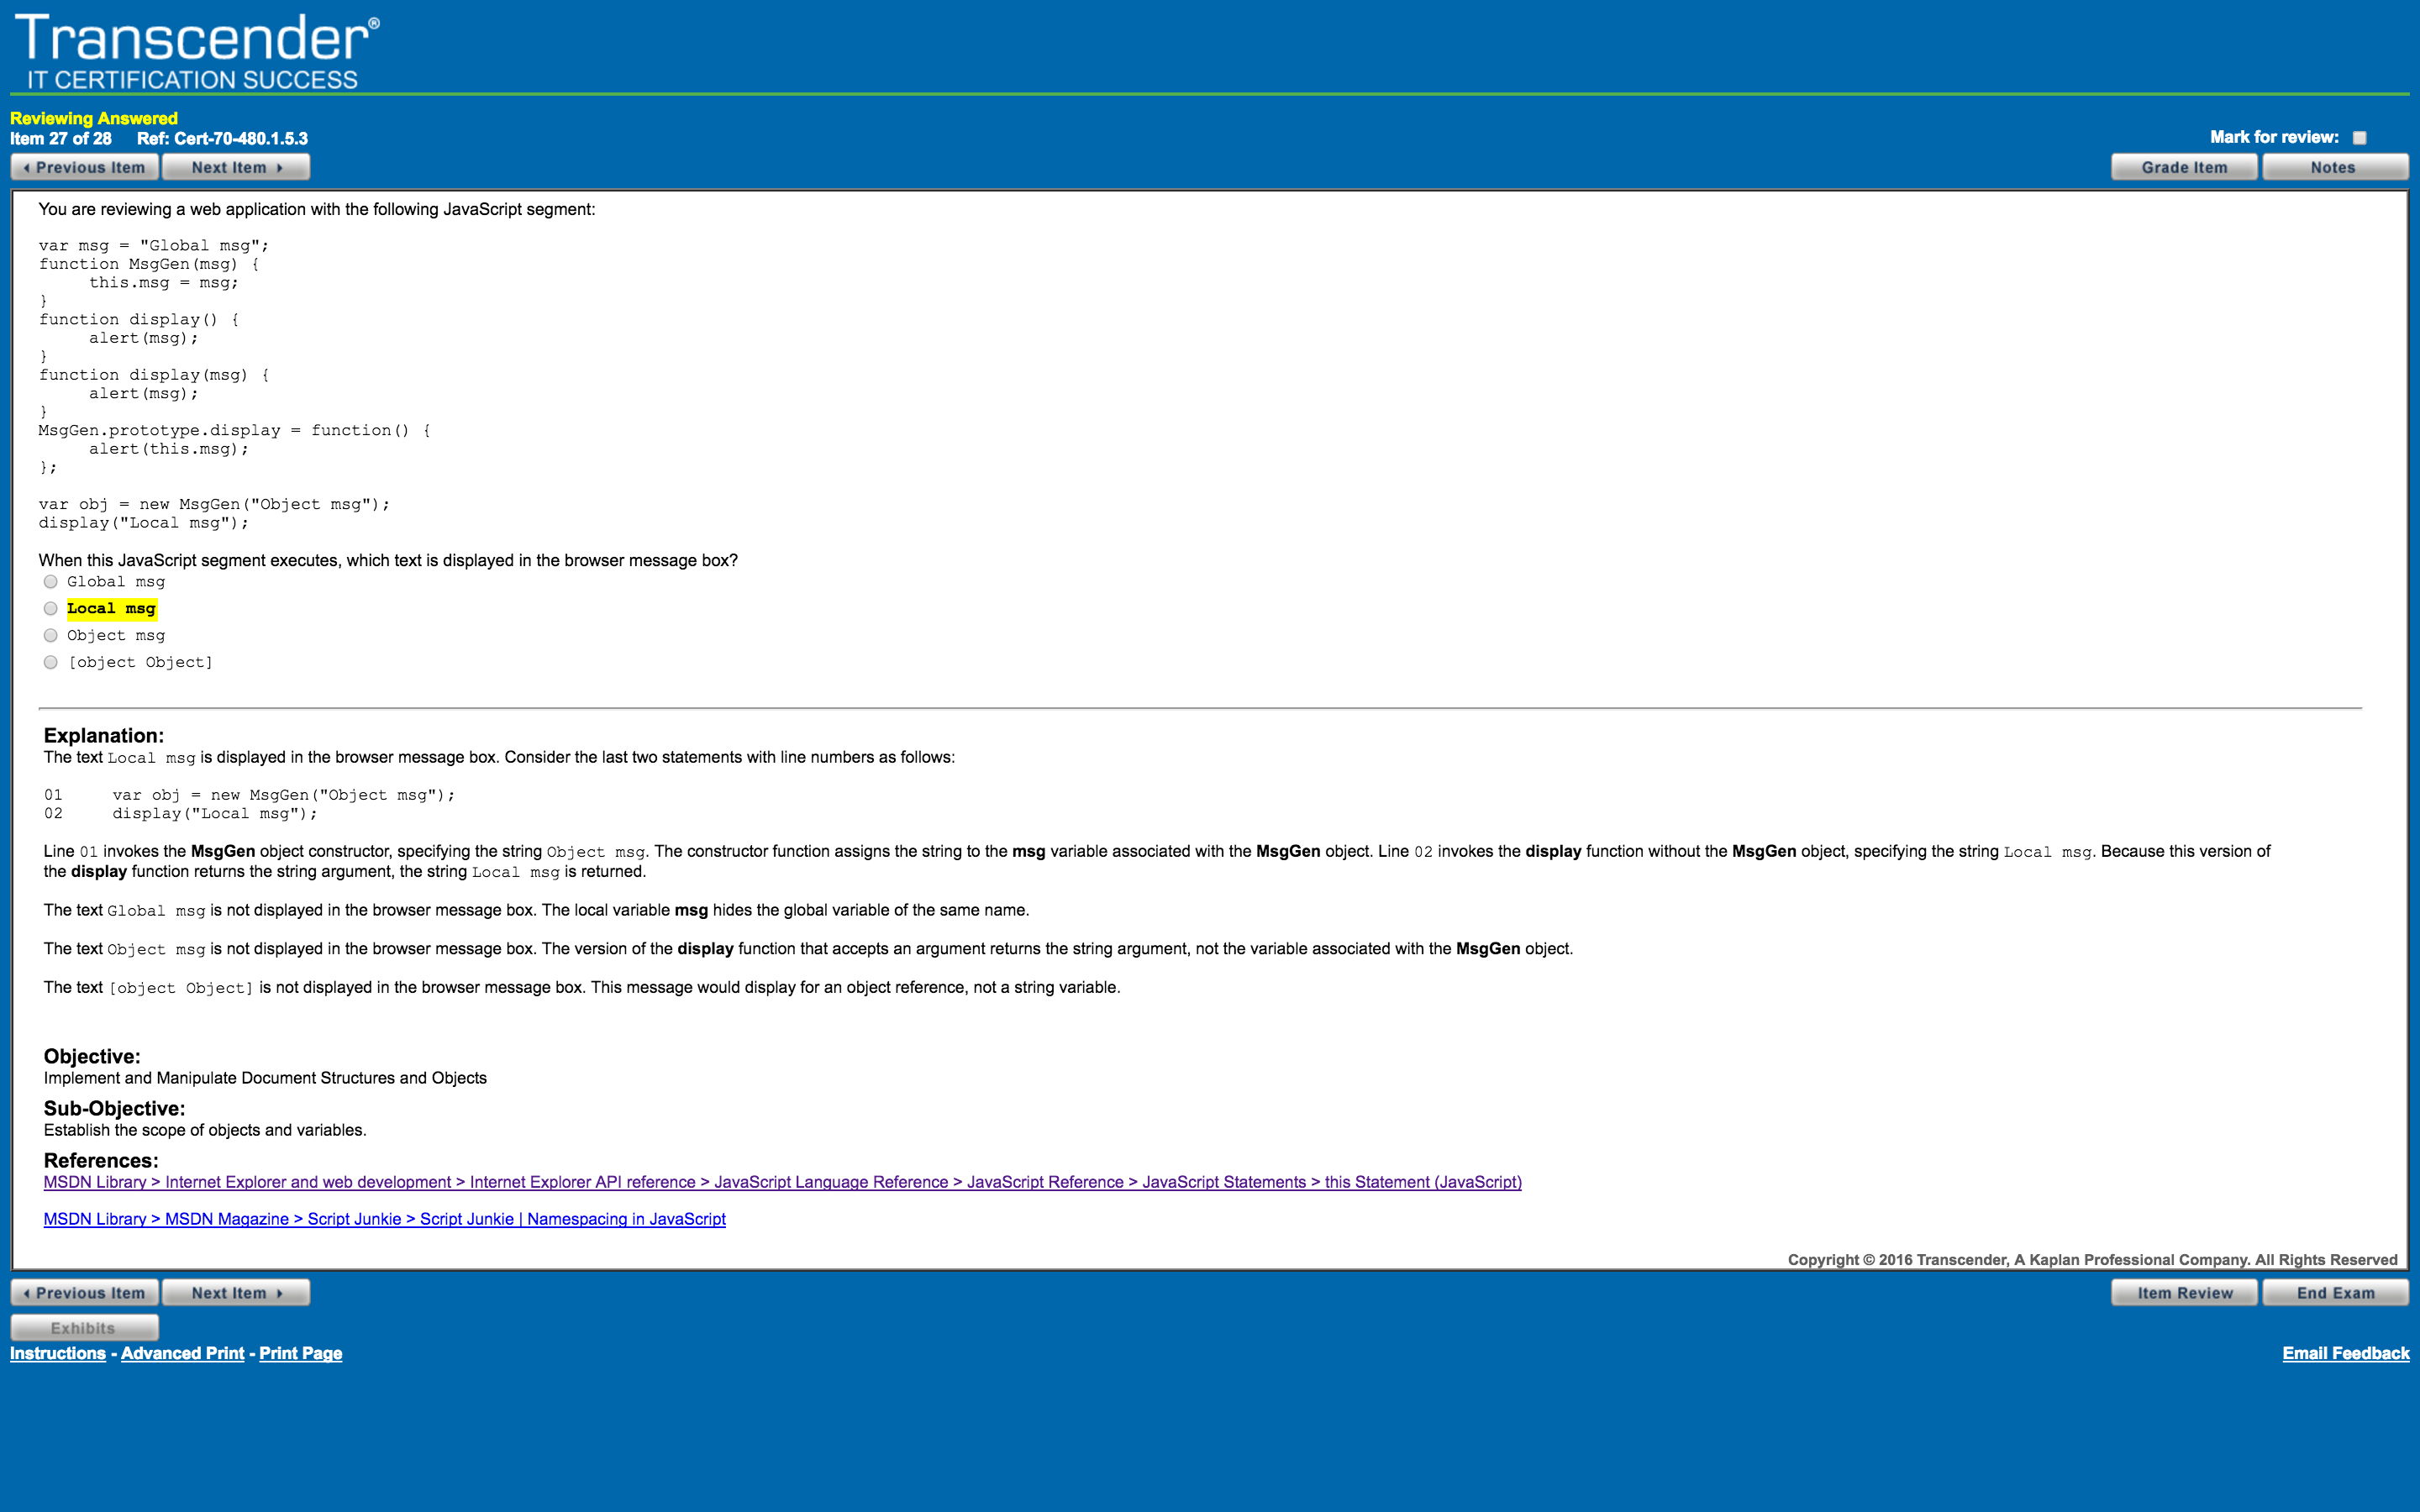 Transcender®
IT CERTIFICATION SUCCESS
Reviewing Answered
Item 27 of 28 Ref: Cert-70-480.1.5.3
Mark for review:
Previous Item Next Item
Grade Item Notes
You are reviewing a web application with the following JavaScript segment:
var msg = "Global msg";
function MsgGen(msg) {
this.msg = msg;
}
function display() {
alert(msg);
}
function display(msg) {
alert(msg);
}
MsgGen.prototype.display = function() {
alert(this.msg);
};
var obj = new MsgGen("Object msg");
display("Local msg");
When this JavaScript segment executes, which text is displayed in the browser message box?
Global msg
Local msg
Object msg
[object Object]
Explanation:
The text Local msg is displayed in the browser message box. Consider the last two statements with line numbers as follows:
01 var obj = new MsgGen("Object msg");
02 display("Local msg");
Line 01 invokes the MsgGen object constructor, specifying the string Object msg. The constructor function assigns the string to the msg variable associated with the MsgGen object. Line 02 invokes the display function without the MsgGen object, specifying the string Local msg. Because this version of
the display function returns the string argument, the string Local msg is returned.
The text Global msg is not displayed in the browser message box. The local variable msg hides the global variable of the same name.
The text Object msg is not displayed in the browser message box. The version of the display function that accepts an argument returns the string argument, not the variable associated with the MsgGen object.
The text [object Object] is not displayed in the browser message box. This message would display for an object reference, not a string variable.
Objective:
Implement and Manipulate Document Structures and Objects
Sub-Objective:
Establish the scope of objects and variables.
References:
MSDN Library > Internet Explorer and web development > Internet Explorer API reference > JavaScript Language Reference > JavaScript Reference > JavaScript Statements > this Statement (JavaScript)
MSDN Library > MSDN Magazine > Script Junkie > Script Junkie | Namespacing in JavaScript
Copyright © 2016 Transcender, A Kaplan Professional Company. All Rights Reserved
Previous Item Next Item
Item Review End Exam
Exhibits
Instructions - Advanced Print - Print Page
Email Feedback